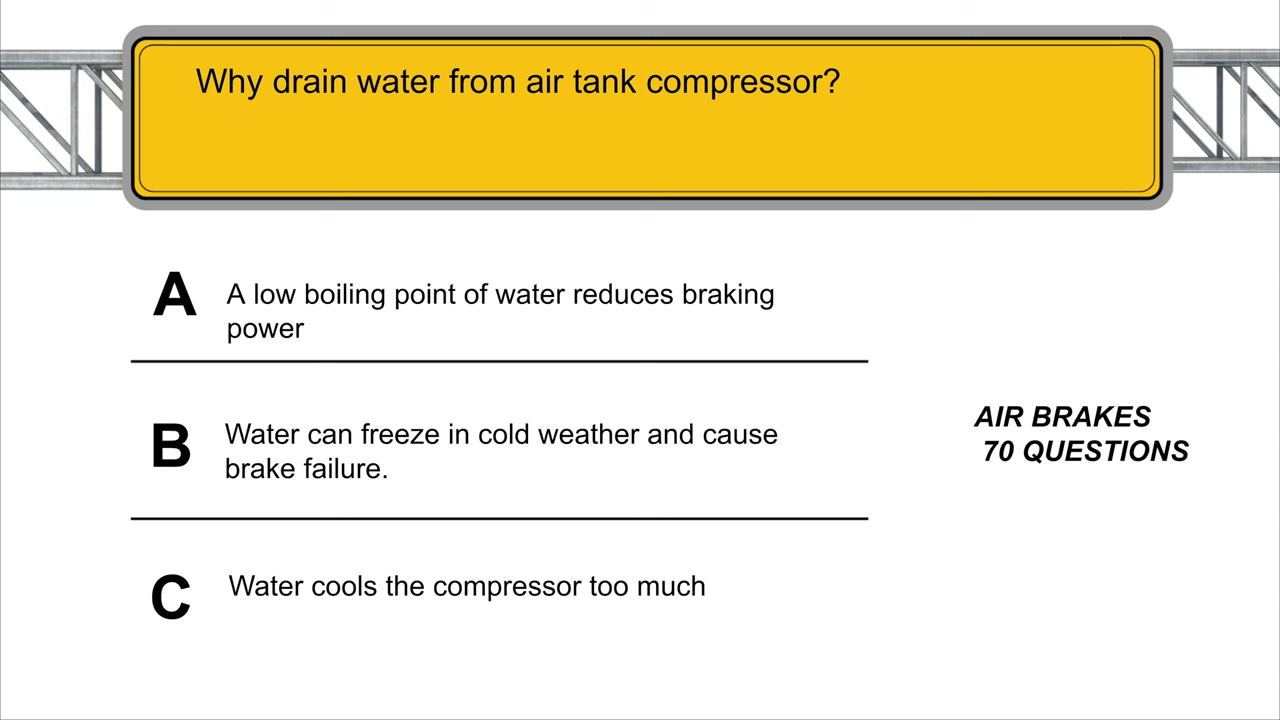 Why drain water from air tank compressor?
A
A low boiling point of water reduces braking
power
B
Water can freeze in cold weather and cause
brake failure.
C
Water cools the compressor too much
AIR BRAKES
70 QUESTIONS